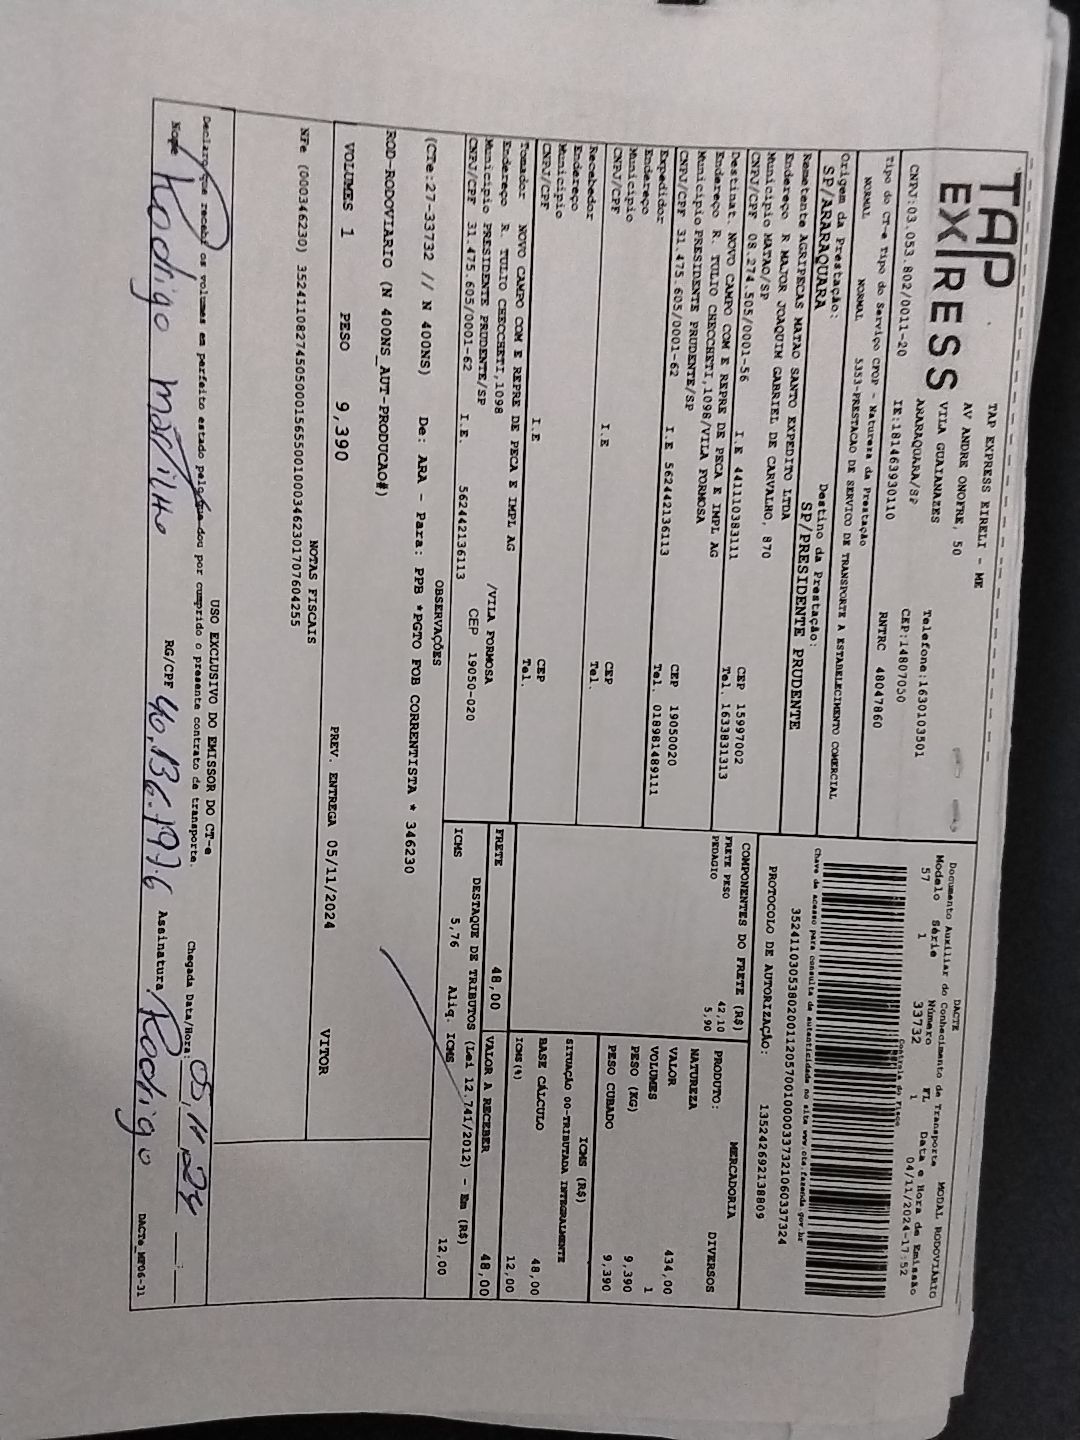 TAP
EXPRESS
TAP EXPRESS EIRELI - ME
AV ANDRE ONOFRE, 50
VILA GUAIANAZES
ARARAQUARA/SP
Telefone:1630103501
CEP:14807050
CNPJ:03.053.802/0011-20 IE:181463930110 RNTRC 48047860
Tipo do CT-e Tipo do Serviço CFOP - Natureza da Prestação
NORMAL NORMAL 5353-PRESTACAO DE SERVICO DE TRANSPORTE A ESTABELECIMENTO COMERCIAL
Origem da Prestação: Destino da Prestação:
SP/ARARAQUARA SP/PRESIDENTE PRUDENTE
DACTE
Documento Auxiliar do Conhecimento de Transporte MODAL RODOVIÁRIO
Modelo Série Número FL Data e Hora de Emissão
57 1 33732 1 04/11/2024-17:52
Controle do Fisco
Chave de acesso para consulta de autenticidade no site www.cte.fazenda.gov.br
35241103053802001120570010000337321060337324
PROTOCOLO DE AUTORIZAÇÃO: 135242692138809
Remetente AGRIPECAS MATAO SANTO EXPEDITO LTDA
Endereço R MAJOR JOAQUIM GABRIEL DE CARVALHO, 870
Município MATAO/SP CEP 15997002
CNPJ/CPF 08.274.505/0001-56 I.E 441110383111 Tel. 1633831313
Destinat. NOVO CAMPO COM E REPRE DE PECA E IMPL AG
Endereço R. TULIO CHECCHETI,1098/VILA FORMOSA
Município PRESIDENTE PRUDENTE/SP CEP 19050020
CNPJ/CPF 31.475.605/0001-62 I.E 562442136113 Tel. 018981489111
Expedidor
Endereço
Município CEP
CNPJ/CPF I.E Tel.
Recebedor
Endereço
Município CEP
CNPJ/CPF I.E Tel.
Tomador NOVO CAMPO COM E REPRE DE PECA E IMPL AG
Endereço R. TULIO CHECCHETI,1098 /VILA FORMOSA
Município PRESIDENTE PRUDENTE/SP CEP 19050-020
CNPJ/CPF 31.475.605/0001-62 I.E. 562442136113
COMPONENTES DO FRETE (R$)
FRETE PESO 42,10
PEDAGIO 5,90
FRETE 48,00
MERCADORIA
PRODUTO: DIVERSOS
NATUREZA
VALOR 434,00
VOLUMES 1
PESO (KG) 9,390
PESO CUBADO 9,390
ICMS (R$)
SITUAÇÃO 00-TRIBUTADA INTEGRALMENTE
BASE CÁLCULO 48,00
ICMS(%) 12,00
VALOR A RECEBER 48,00
DESTAQUE DE TRIBUTOS (Lei 12.741/2012) - Em (R$)
ICMS 5,76 Aliq. ICMS 12,00
OBSERVAÇÕES
(CTe:27-33732 // N 400NS) De: ARA - Para: PPB *PGTO FOB CORRENTISTA * 346230
ROD-RODOVIARIO (N 400NS_AUT-PRODUCAO#)
VOLUMES 1 PESO 9,390 PREV. ENTREGA 05/11/2024 VITOR
NOTAS FISCAIS
NFe (000346230) 35241108274505000156550010003462301707604255
USO EXCLUSIVO DO EMISSOR DO CT-e
Declaro que recebi os volumes em perfeito estado pelo que dou por cumprido o presente contrato de transporte. Chegada Data/Hora: 05.11.24
Nome Rodrigo RG/CPF Assinatura Rodrigo
DACTe_MP06-31